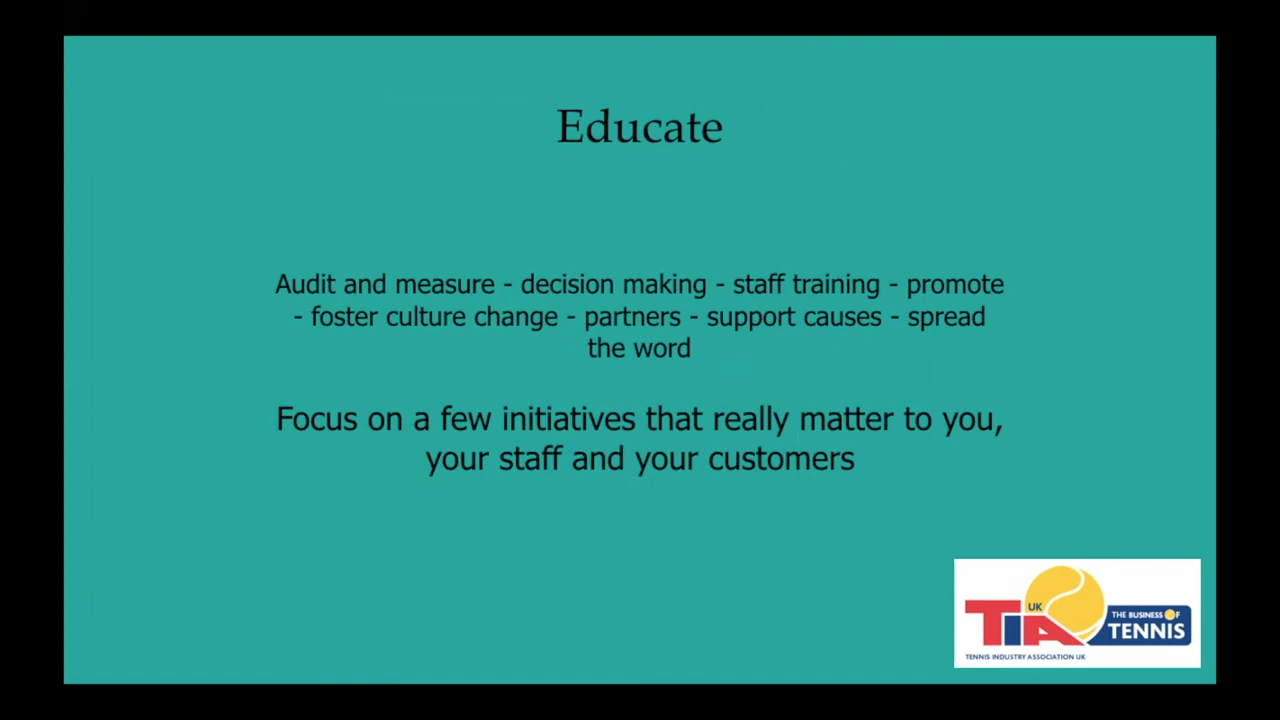 Educate
Audit and measure - decision making - staff training - promote
- foster culture change - partners - support causes - spread
the word
Focus on a few initiatives that really matter to you,
your staff and your customers
UK
TIA
THE BUSINESS OF
TENNIS
TENNIS INDUSTRY ASSOCIATION UK